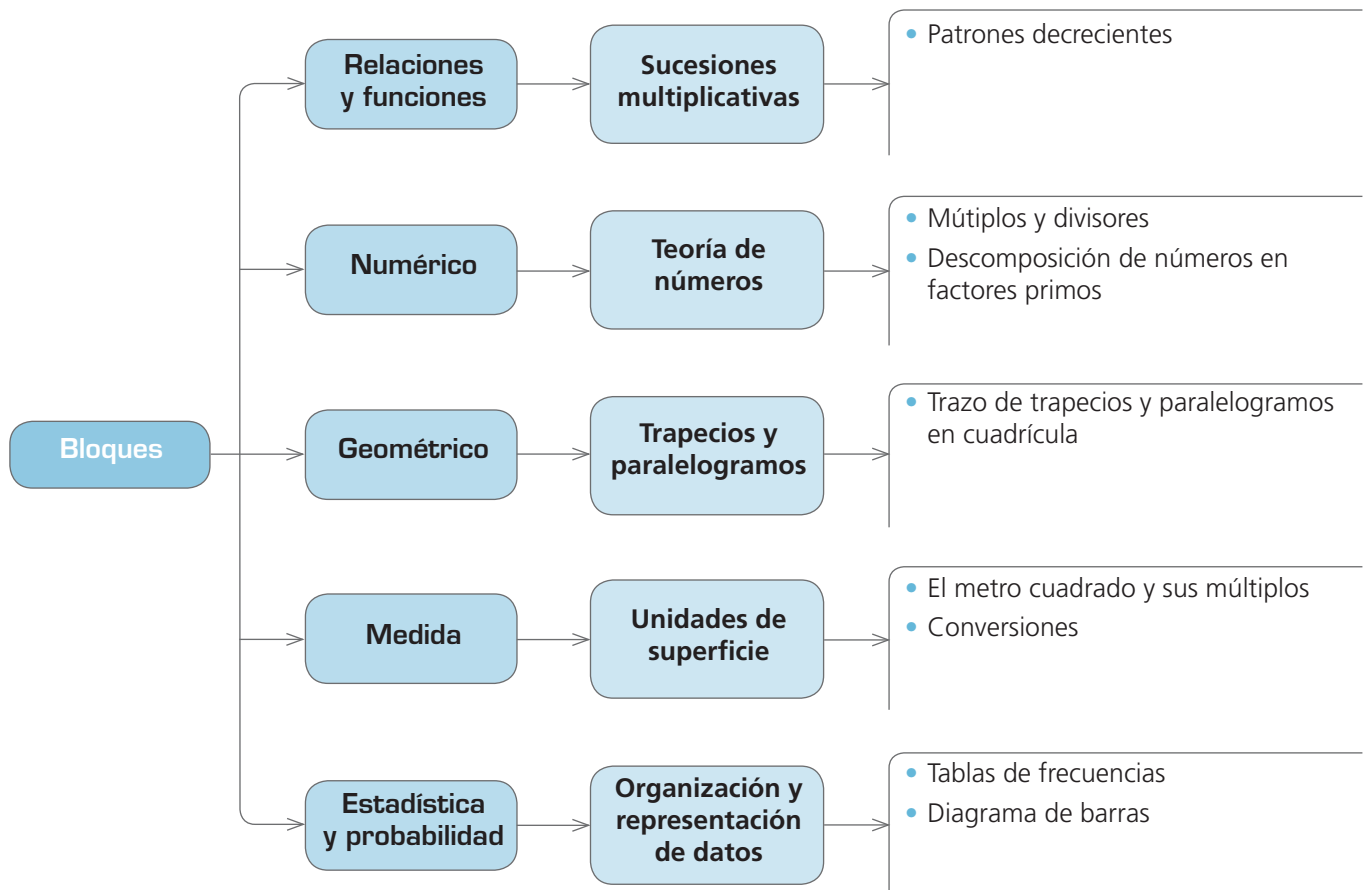 Bloques
Relaciones
y funciones
Sucesiones
multiplicativas
• Patrones decrecientes
Numérico
Teoría de
números
• Mútiplos y divisores
• Descomposición de números en
factores primos
Geométrico
Trapecios y
paralelogramos
• Trazo de trapecios y paralelogramos
en cuadrícula
Medida
Unidades de
superficie
• El metro cuadrado y sus múltiplos
• Conversiones
Estadística
y probabilidad
Organización y
representación
de datos
• Tablas de frecuencias
• Diagrama de barras